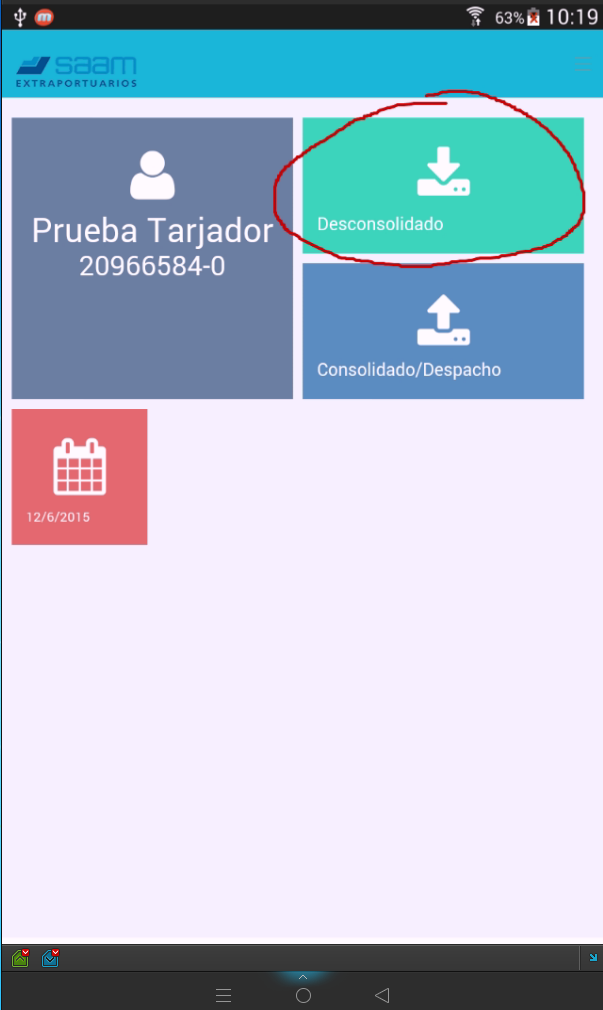 63% 10:19
saam
EXTRAPORTUARIOS
Prueba Tarjador
20966584-0
Desconsolidado
Consolidado/Despacho
12/6/2015